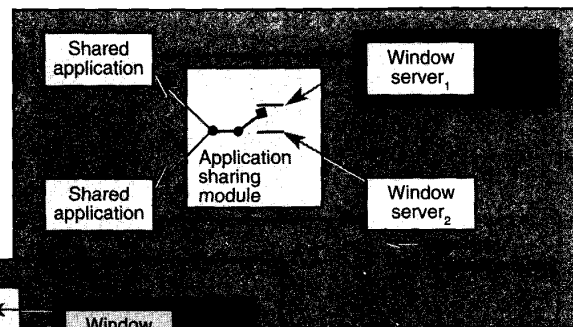 Shared
application
Window
server₁
Application
sharing
module
Shared
application
Window
server₂
Window